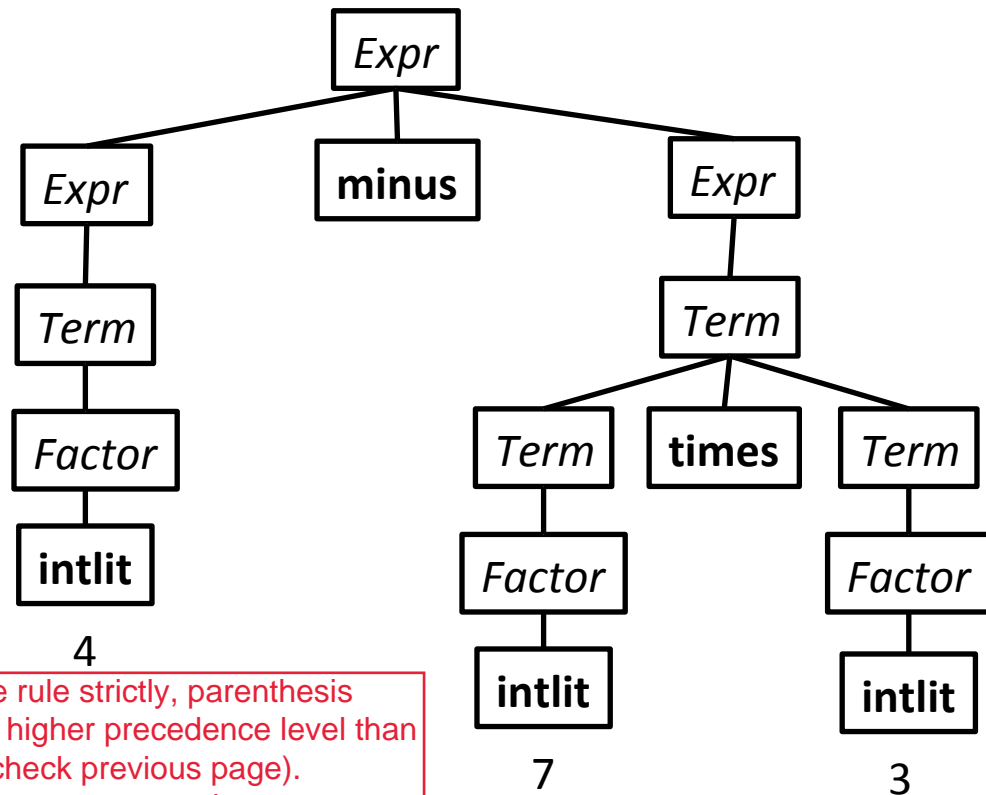 Expr
Expr minus Expr
Term Term
Factor Term times Term
intlit Factor Factor
4 intlit intlit
7 3
e rule strictly, parenthesis
higher precedence level than
check previous page).